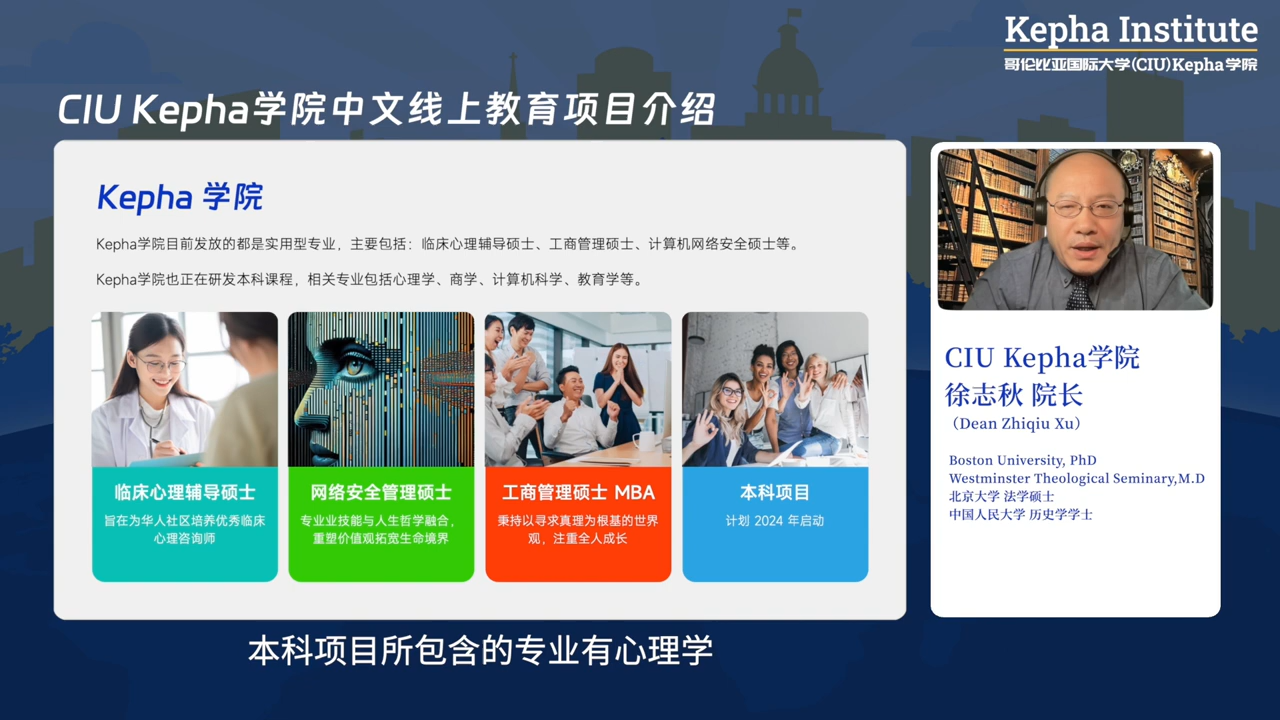 Kepha Institute
哥伦比亚国际大学(CIU)Kepha学院
CIU Kepha学院中文线上教育项目介绍
Kepha 学院
Kepha学院目前发放的都是实用型专业，主要包括：临床心理辅导硕士、工商管理硕士、计算机网络安全硕士等。
Kepha学院也正在研发本科课程，相关专业包括心理学、商学、计算机科学、教育学等。
临床心理辅导硕士
旨在为华人社区培养优秀临床
心理咨询师
网络安全管理硕士
专业业技能与人生哲学融合，
重塑价值观拓宽生命境界
工商管理硕士 MBA
秉持以寻求真理为根基的世界
观，注重全人成长
本科项目
计划 2024 年启动
CIU Kepha学院
徐志秋 院长
（Dean Zhiqiu Xu）
Boston University, PhD
Westminster Theological Seminary,M.D
北京大学 法学硕士
中国人民大学 历史学学士
本科项目所包含的专业有心理学